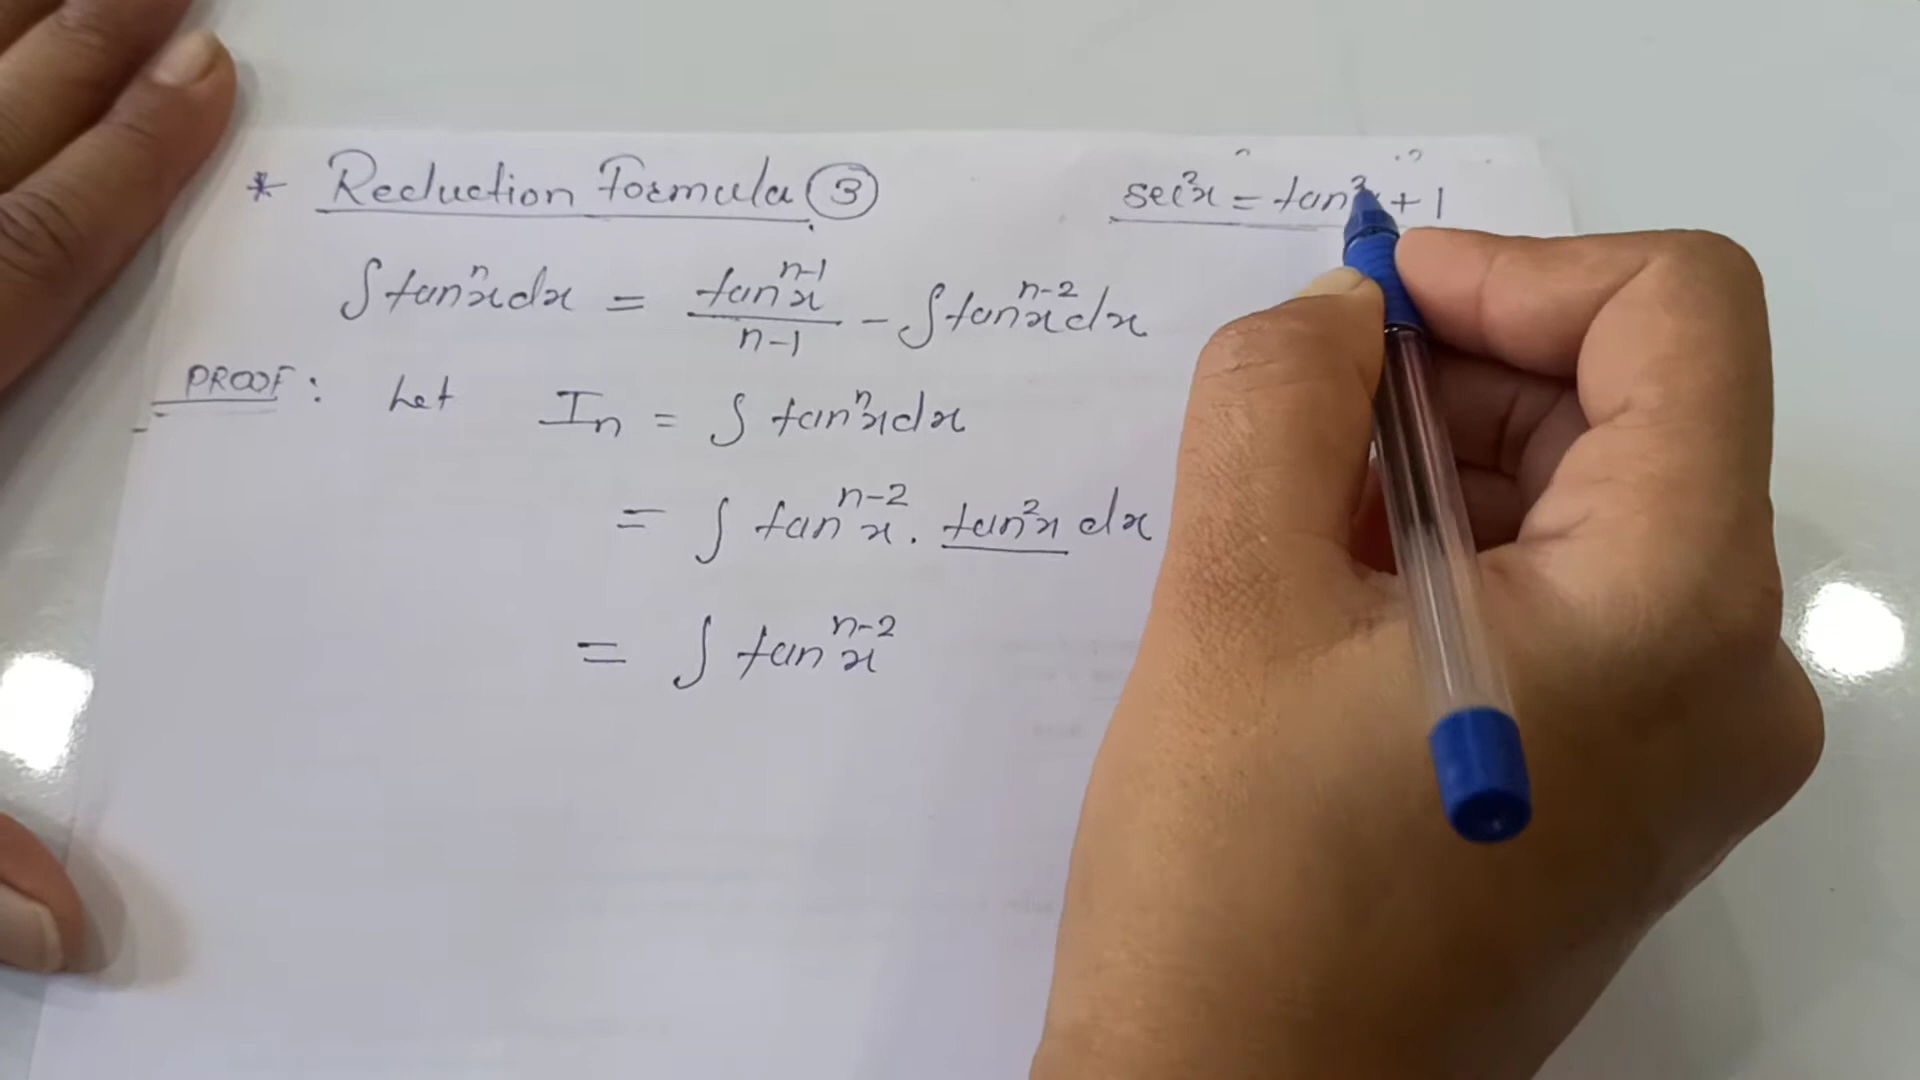 * Reduction Formula ③
sec²x = tan²x + 1
∫tanⁿx dx = tanⁿ⁻¹x / n-1 - ∫tanⁿ⁻²x dx
PROOF: Let Iₙ = ∫ tanⁿx dx
= ∫ tanⁿ⁻²x . tan²x dx
= ∫ tanⁿ⁻²x